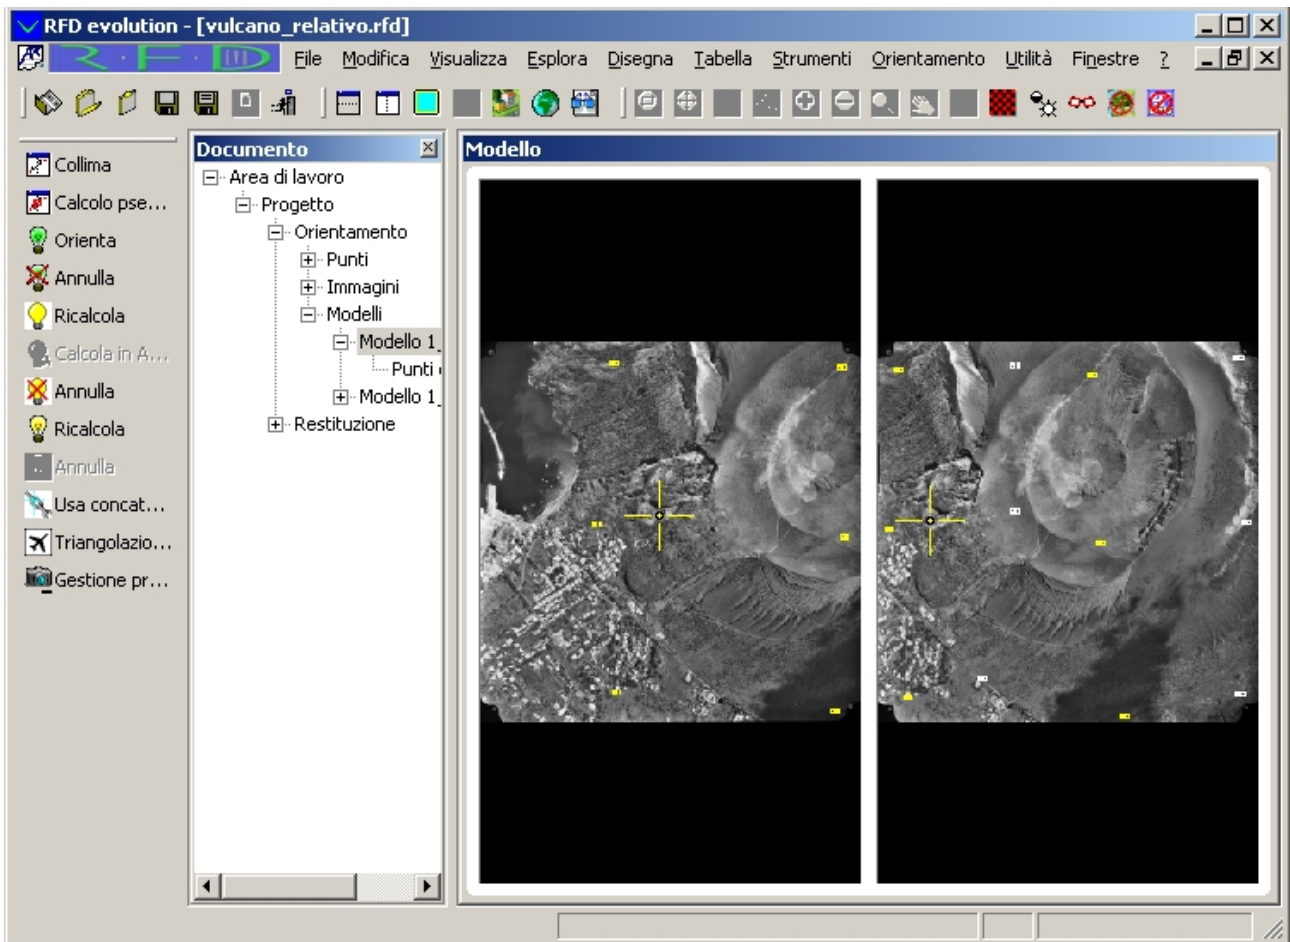 RFD evolution - [vulcano_relativo.rfd]
R·F·D File Modifica Visualizza Esplora Disegna Tabella Strumenti Orientamento Utilità Finestre ?
Collima
Calcolo pse...
Orienta
Annulla
Ricalcola
Calcola in A...
Annulla
Ricalcola
Annulla
Usa concat...
Triangolazio...
Gestione pr...
Documento
Area di lavoro
Progetto
Orientamento
Punti
Immagini
Modelli
Modello 1_
Punti
Modello 1_
Restituzione
Modello